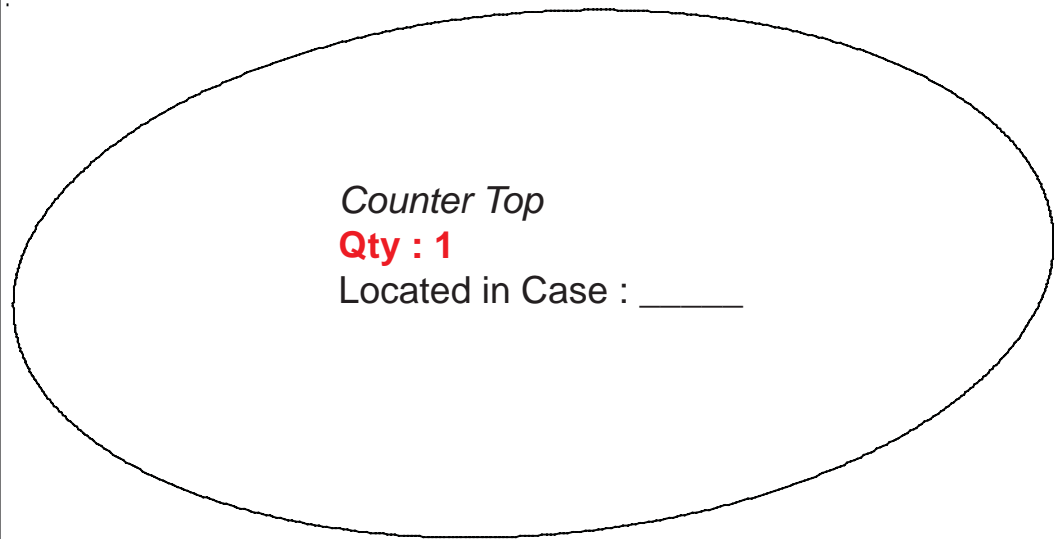 Counter Top
Qty : 1
Located in Case : _____